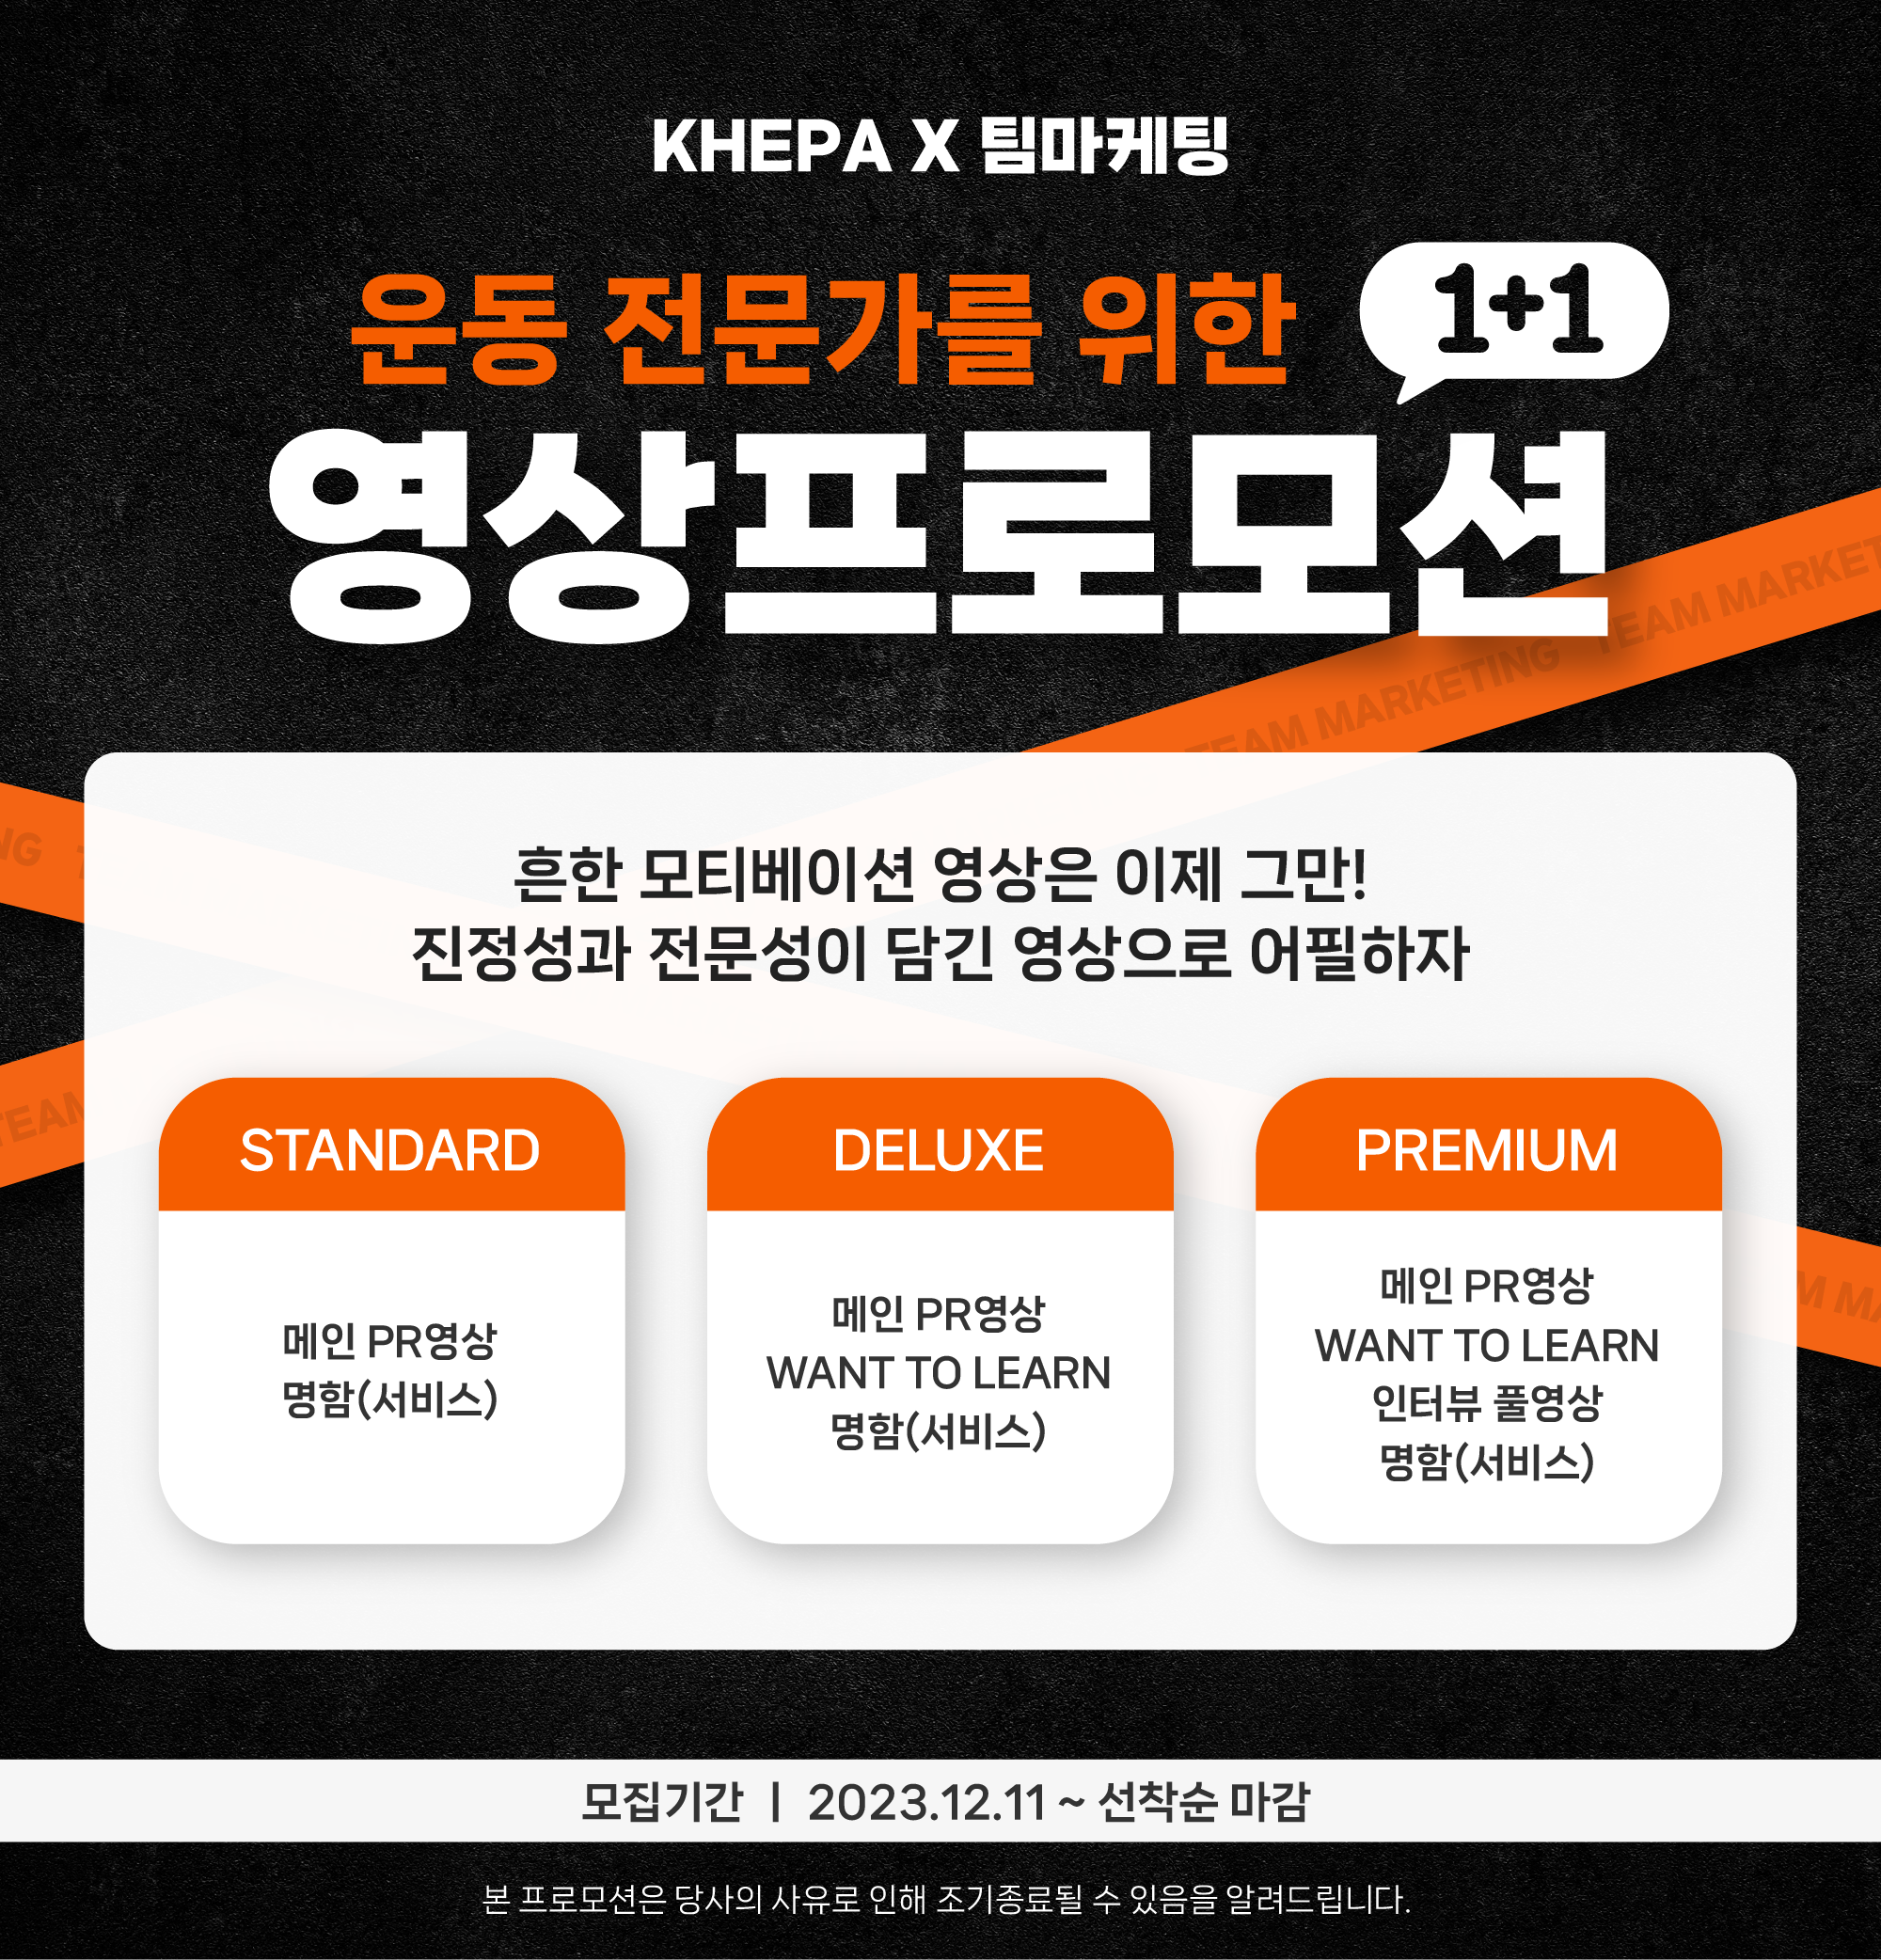 KHEPA X 팀마케팅
운동 전문가를 위한
1+1
영상프로모션
TEAM MARKETING TEAM MARKET
흔한 모티베이션 영상은 이제 그만!
진정성과 전문성이 담긴 영상으로 어필하자
NG
TEAM
STANDARD
메인 PR영상
명함(서비스)
DELUXE
메인 PR영상
WANT TO LEARN
명함(서비스)
PREMIUM
메인 PR영상
WANT TO LEARN
인터뷰 풀영상
명함(서비스)
M MA
모집기간 | 2023.12.11 ~ 선착순 마감
본 프로모션은 당사의 사유로 인해 조기종료될 수 있음을 알려드립니다.